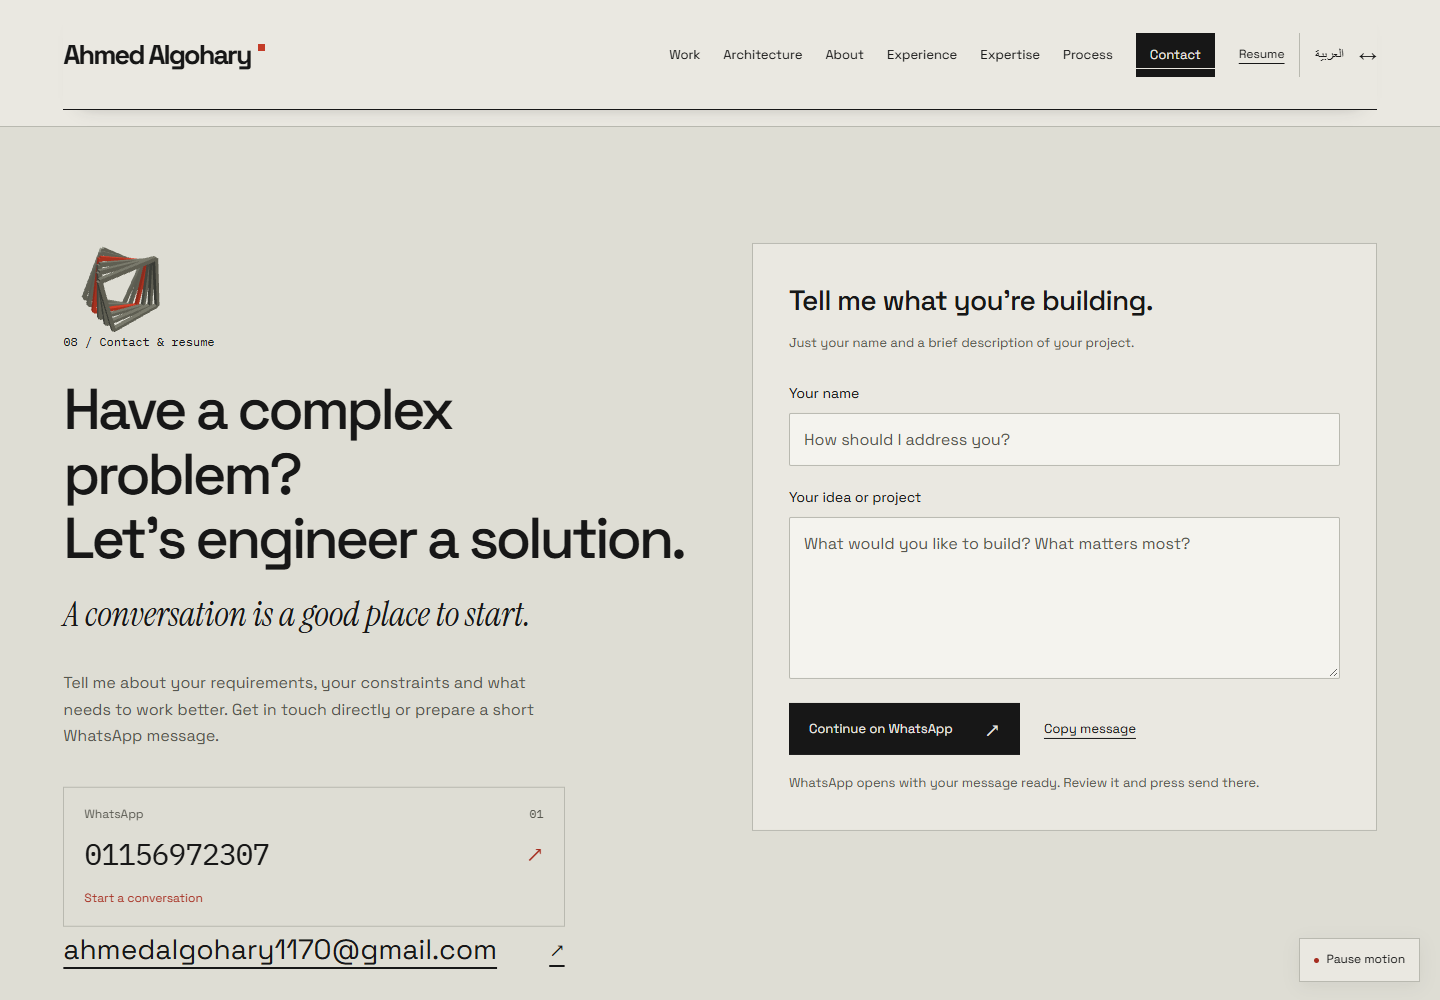 Ahmed Algohary
Work Architecture About Experience Expertise Process Contact Resume العربية ↔
08 / Contact & resume
Have a complex
problem?
Let’s engineer a solution.
A conversation is a good place to start.
Tell me about your requirements, your constraints and what
needs to work better. Get in touch directly or prepare a short
WhatsApp message.
WhatsApp 01
01156972307 ↗
Start a conversation
ahmedalgohary1170@gmail.com ↗
Tell me what you’re building.
Just your name and a brief description of your project.
Your name
How should I address you?
Your idea or project
What would you like to build? What matters most?
Continue on WhatsApp ↗ Copy message
WhatsApp opens with your message ready. Review it and press send there.
Pause motion